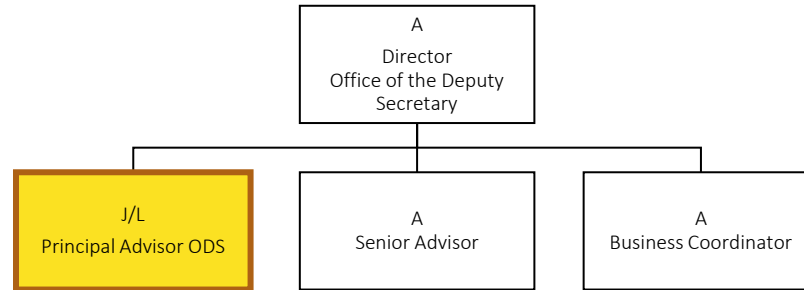 A
Director
Office of the Deputy
Secretary
J/L
Principal Advisor ODS
A
Senior Advisor
A
Business Coordinator